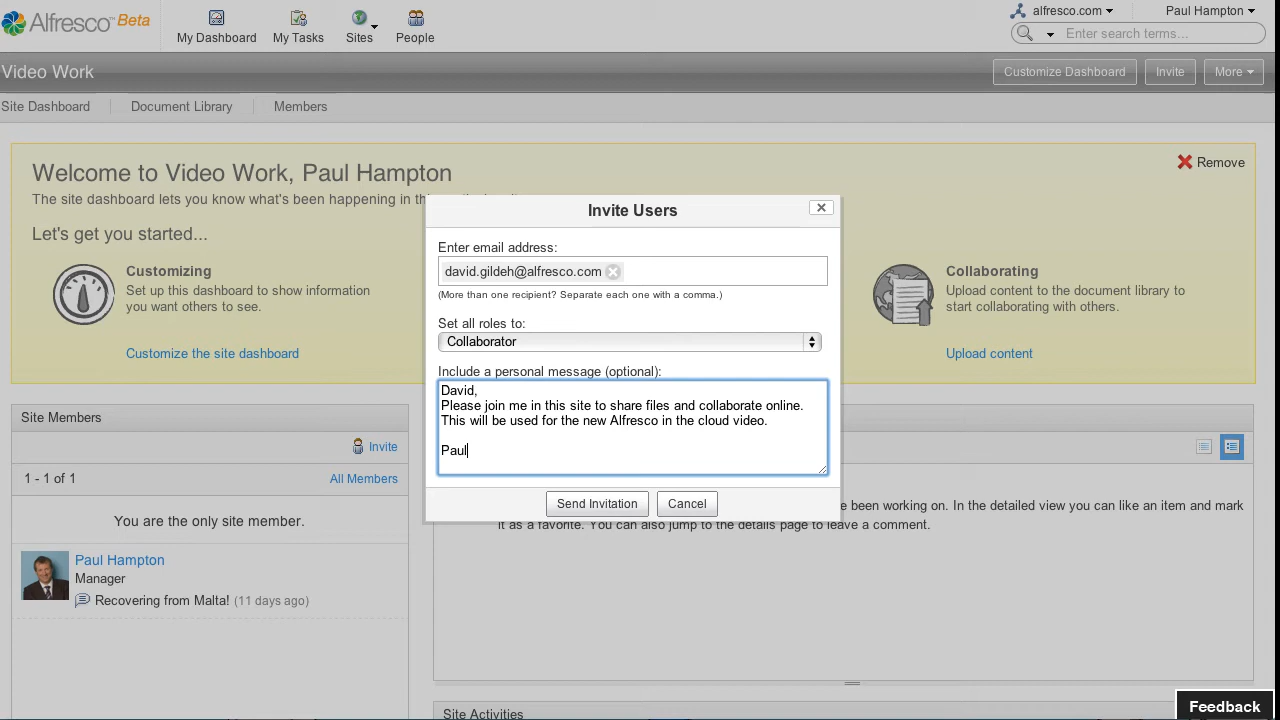 Alfresco™ Beta
My Dashboard
My Tasks
Sites
People
alfresco.com
Paul Hampton
Enter search terms...
Video Work
Customize Dashboard
Invite
More
Site Dashboard
Document Library
Members
Welcome to Video Work, Paul Hampton
Remove
The site dashboard lets you know what's been happening in
Let's get you started...
Customizing
Set up this dashboard to show information
you want others to see.
Customize the site dashboard
Collaborating
Upload content to the document library to
start collaborating with others.
Upload content
Invite Users
Enter email address:
david.gildeh@alfresco.com
(More than one recipient? Separate each one with a comma.)
Set all roles to:
Collaborator
Include a personal message (optional):
David,
Please join me in this site to share files and collaborate online.
This will be used for the new Alfresco in the cloud video.
Paul
Send Invitation
Cancel
Site Members
Invite
1 - 1 of 1
All Members
You are the only site member.
Paul Hampton
Manager
Recovering from Malta! (11 days ago)
e been working on. In the detailed view you can like an item and mark
it as a favorite. You can also jump to the details page to leave a comment.
Site Activities
Feedback